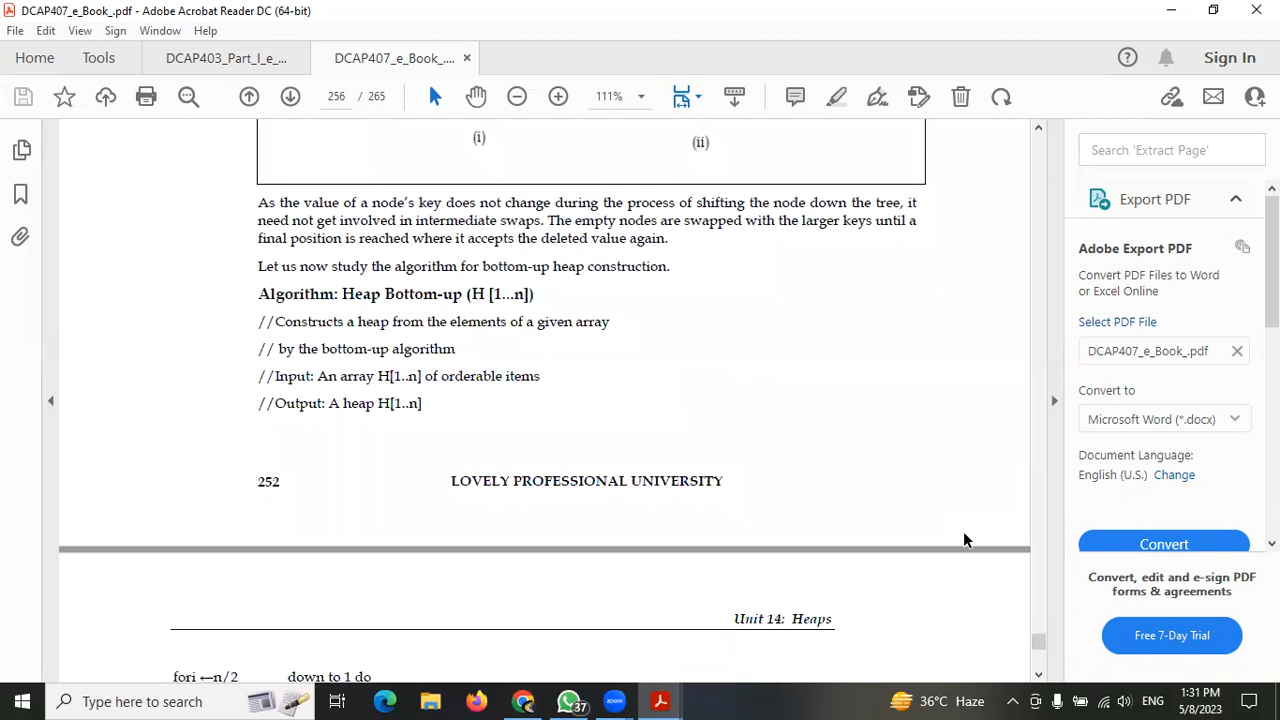 DCAP407_e_Book_.pdf - Adobe Acrobat Reader DC (64-bit)
File Edit View Sign Window Help
Home Tools DCAP403_Part_I_e_... DCAP407_e_Book_.... × Sign In
256 / 265 111%
(i) (ii)
As the value of a node's key does not change during the process of shifting the node down the tree, it
need not get involved in intermediate swaps. The empty nodes are swapped with the larger keys until a
final position is reached where it accepts the deleted value again.
Let us now study the algorithm for bottom-up heap construction.
Algorithm: Heap Bottom-up (H [1...n])
//Constructs a heap from the elements of a given array
// by the bottom-up algorithm
//Input: An array H[1..n] of orderable items
//Output: A heap H[1..n]
252 LOVELY PROFESSIONAL UNIVERSITY
Unit 14: Heaps
fori ←n/2 down to 1 do
Search 'Extract Page'
Export PDF
Adobe Export PDF
Convert PDF Files to Word
or Excel Online
Select PDF File
DCAP407_e_Book_.pdf
Convert to
Microsoft Word (*.docx)
Document Language:
English (U.S.) Change
Convert
Convert, edit and e-sign PDF
forms & agreements
Free 7-Day Trial
Type here to search
37
zoom
36°C Haze
ENG
1:31 PM
5/8/2023